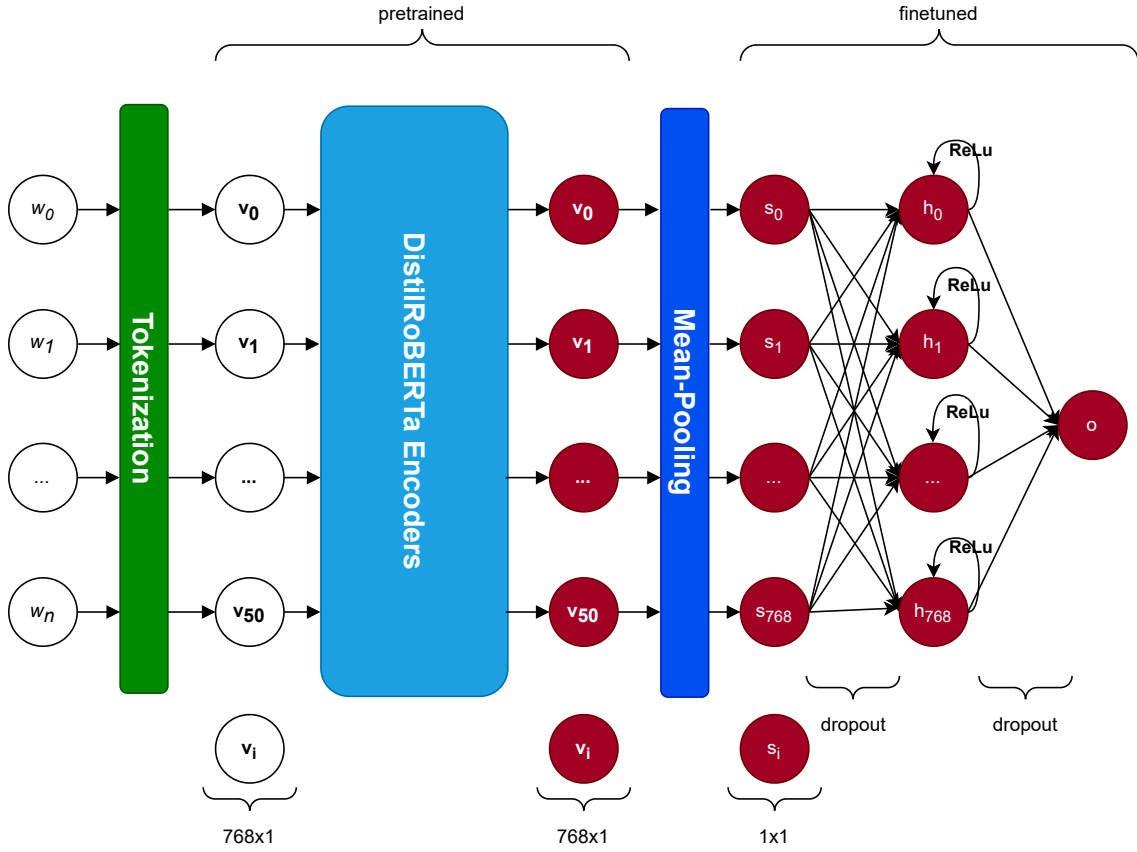 pretrained
finetuned
Tokenization
DistilRoBERTa Encoders
Mean-Pooling
w0
v0
v0
s0
h0
ReLu
w1
v1
v1
s1
h1
ReLu
...
...
...
...
...
ReLu
o
wn
v50
v50
s768
h768
ReLu
dropout
dropout
vi
vi
si
768x1
768x1
1x1